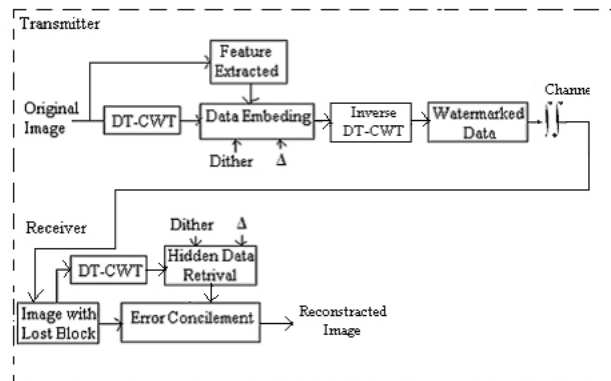 Transmitter
Feature
Extracted
Original
Image
DT-CWT
Data Embeding
Inverse
DT-CWT
Watermarked
Data
Channe
Dither
Δ
Receiver
Dither
Δ
DT-CWT
Hidden Data
Retrival
Image with
Lost Block
Error Concilement
Reconstracted
Image